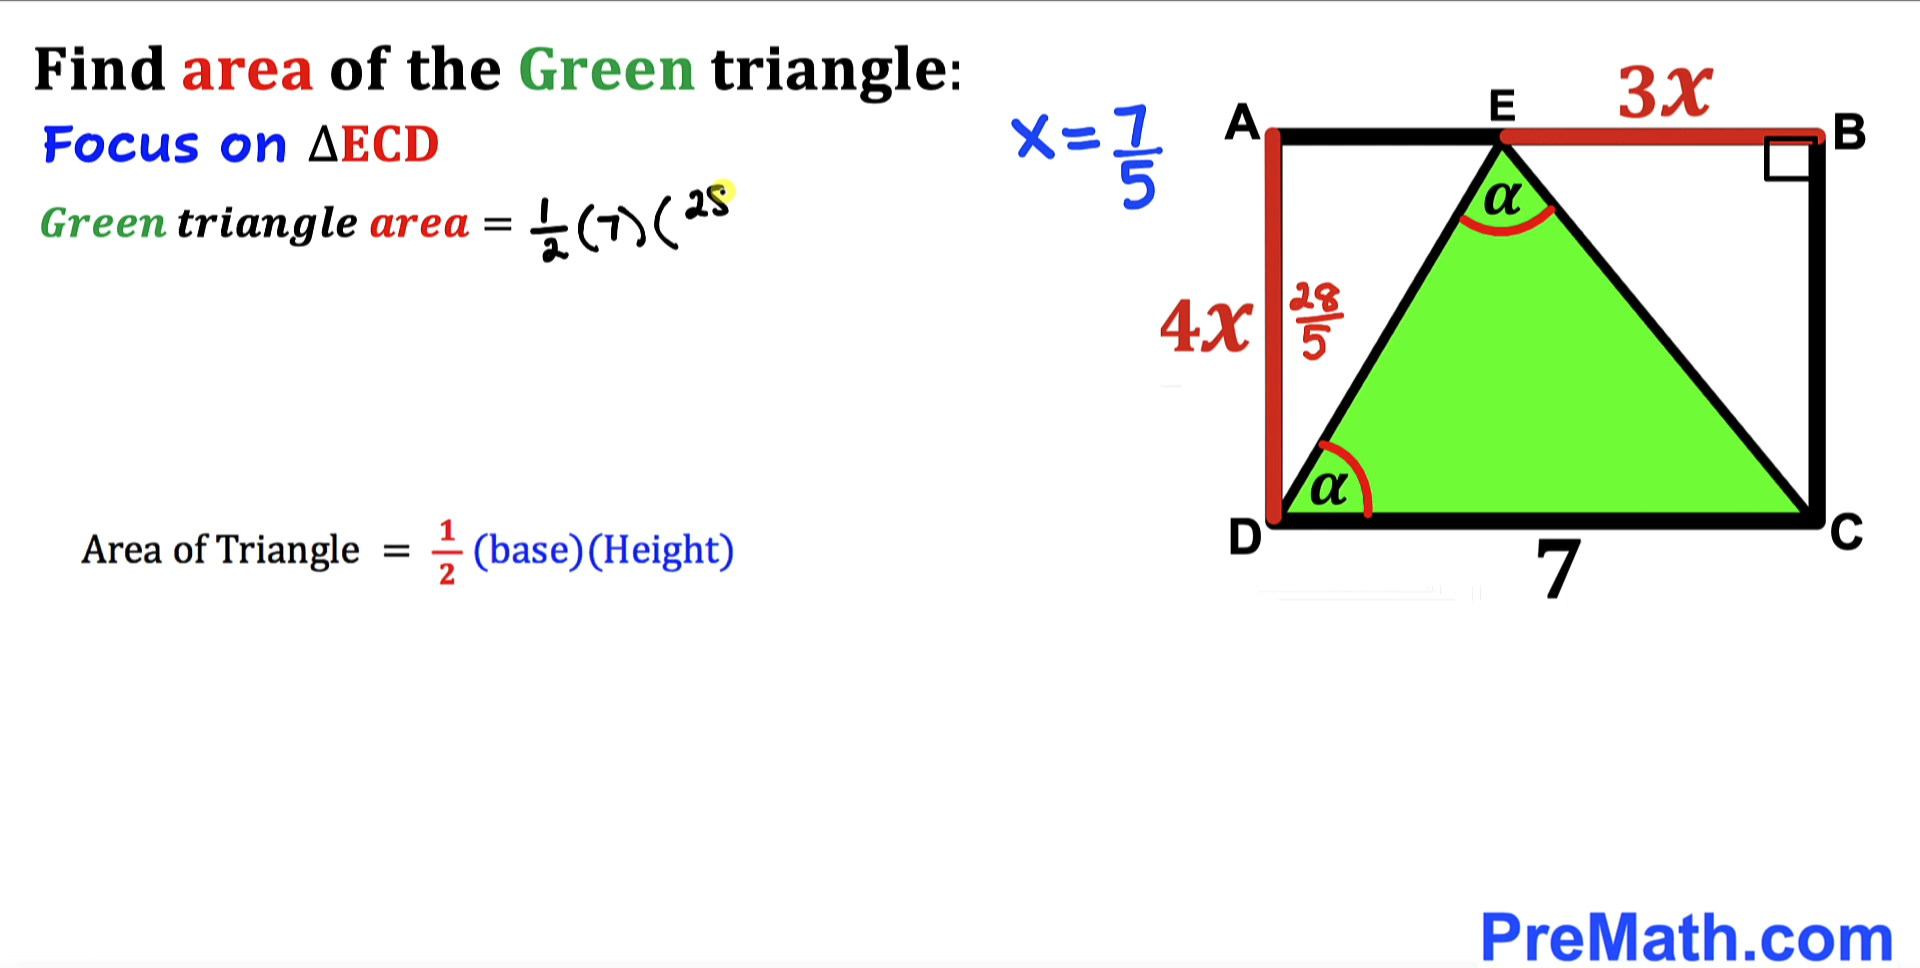 Find area of the Green triangle:
Focus on ΔECD
Green triangle area = 1/2 (7) ( 28
Area of Triangle = 1/2 (base)(Height)
x = 7/5
A
E
3x
B
α
4x
28/5
α
D
7
C
PreMath.com